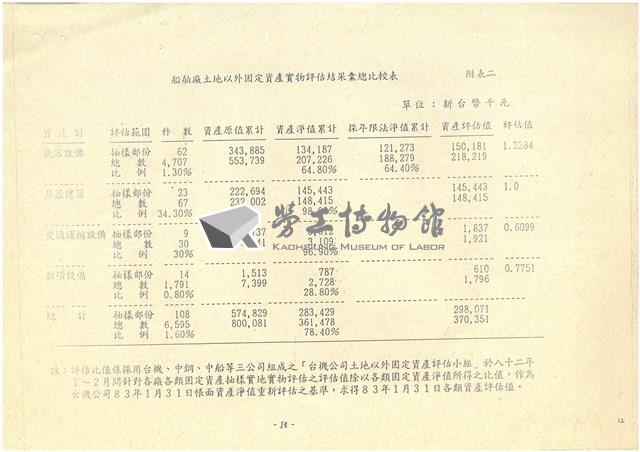 船舶廠土地以外固定資產實物評估結果彙總比較表 附表二
單位：新台幣千元
資產別 評估範圍 件數 資產原值累計 資產淨值累計 採年限法淨值累計 資產評估值 評估值
機器設備 抽樣部份 62 343,885 134,187 121,273 150,181 1.2384
總數 4,707 553,739 207,226 188,279 218,219
比例 1.30% 64.80% 64.40%
房屋建築 抽樣部份 23 222,694 145,443 145,443 1.0
總數 67 232,002 148,415 148,415
比例 34.30%
交通運輸設備 抽樣部份 9 1,837 0.6099
總數 30 3,109 1,921
比例 30% 96.90%
雜項設備 抽樣部份 14 1,513 787 610 0.7751
總數 1,791 7,399 2,728 1,796
比例 0.80% 28.80%
總計 抽樣部份 108 574,829 283,429 298,071
總數 6,595 800,081 361,478 370,351
比例 1.60% 78.40%
勞工博物館
KAOHSIUNG MUSEUM OF LABOR
註：評估比值係採用台機、中鋼、中船等三公司組成之「台機公司土地以外固定資產評估小組」於八十二年
1～2月間針對各廠各類固定資產抽樣實地實物評估之評估值除以各類固定資產淨值所得之比值，作為
台機公司83年1月31日帳面資產淨值重新評估之基準，求得83年1月31日各類資產評估值。
-18-
12